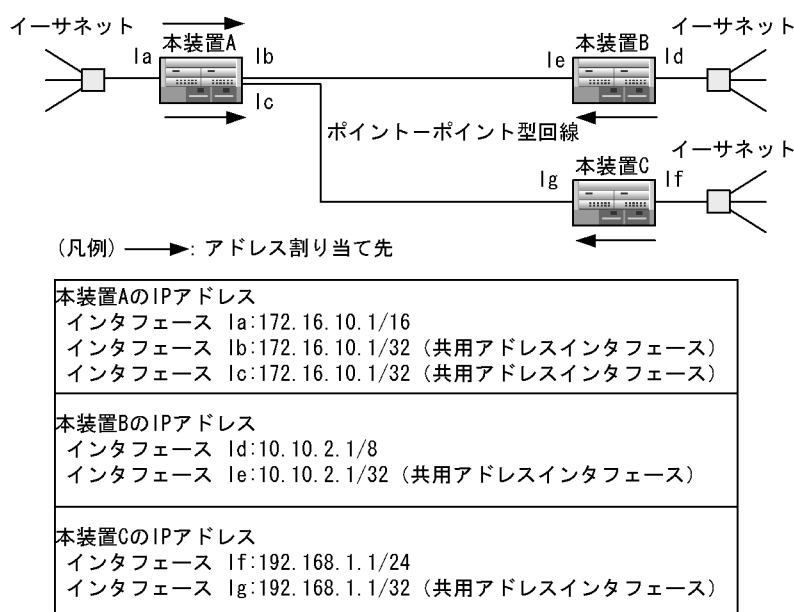 イーサネット
イーサネット
本装置A
本装置B
Ia
Ib
Ie
Id
Ic
ポイント－ポイント型回線
イーサネット
本装置C
Ig
If
(凡例) : アドレス割り当て先
本装置AのIPアドレス
インタフェース Ia:172.16.10.1/16
インタフェース Ib:172.16.10.1/32 (共用アドレスインタフェース)
インタフェース Ic:172.16.10.1/32 (共用アドレスインタフェース)
本装置BのIPアドレス
インタフェース Id:10.10.2.1/8
インタフェース Ie:10.10.2.1/32 (共用アドレスインタフェース)
本装置CのIPアドレス
インタフェース If:192.168.1.1/24
インタフェース Ig:192.168.1.1/32 (共用アドレスインタフェース)